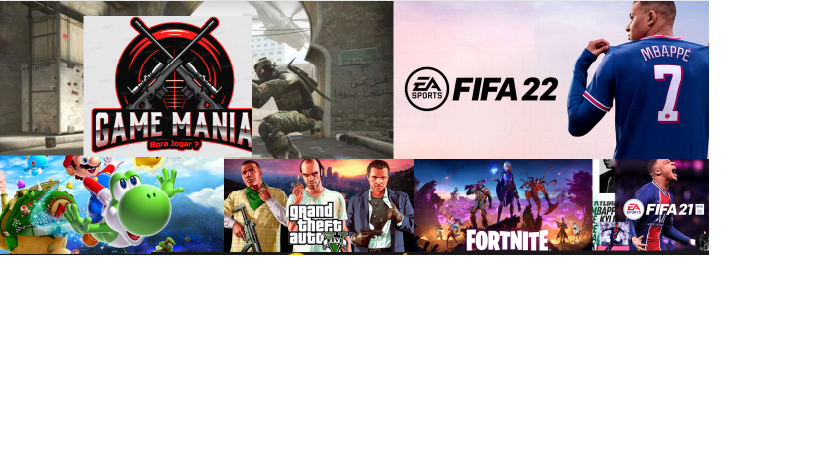 GAME MANIA
Bora Jogar ?
EA
SPORTS
FIFA 22
MBAPPÉ
7
grand
theft
auto
FORTNITE
EA
SPORTS
FIFA 21